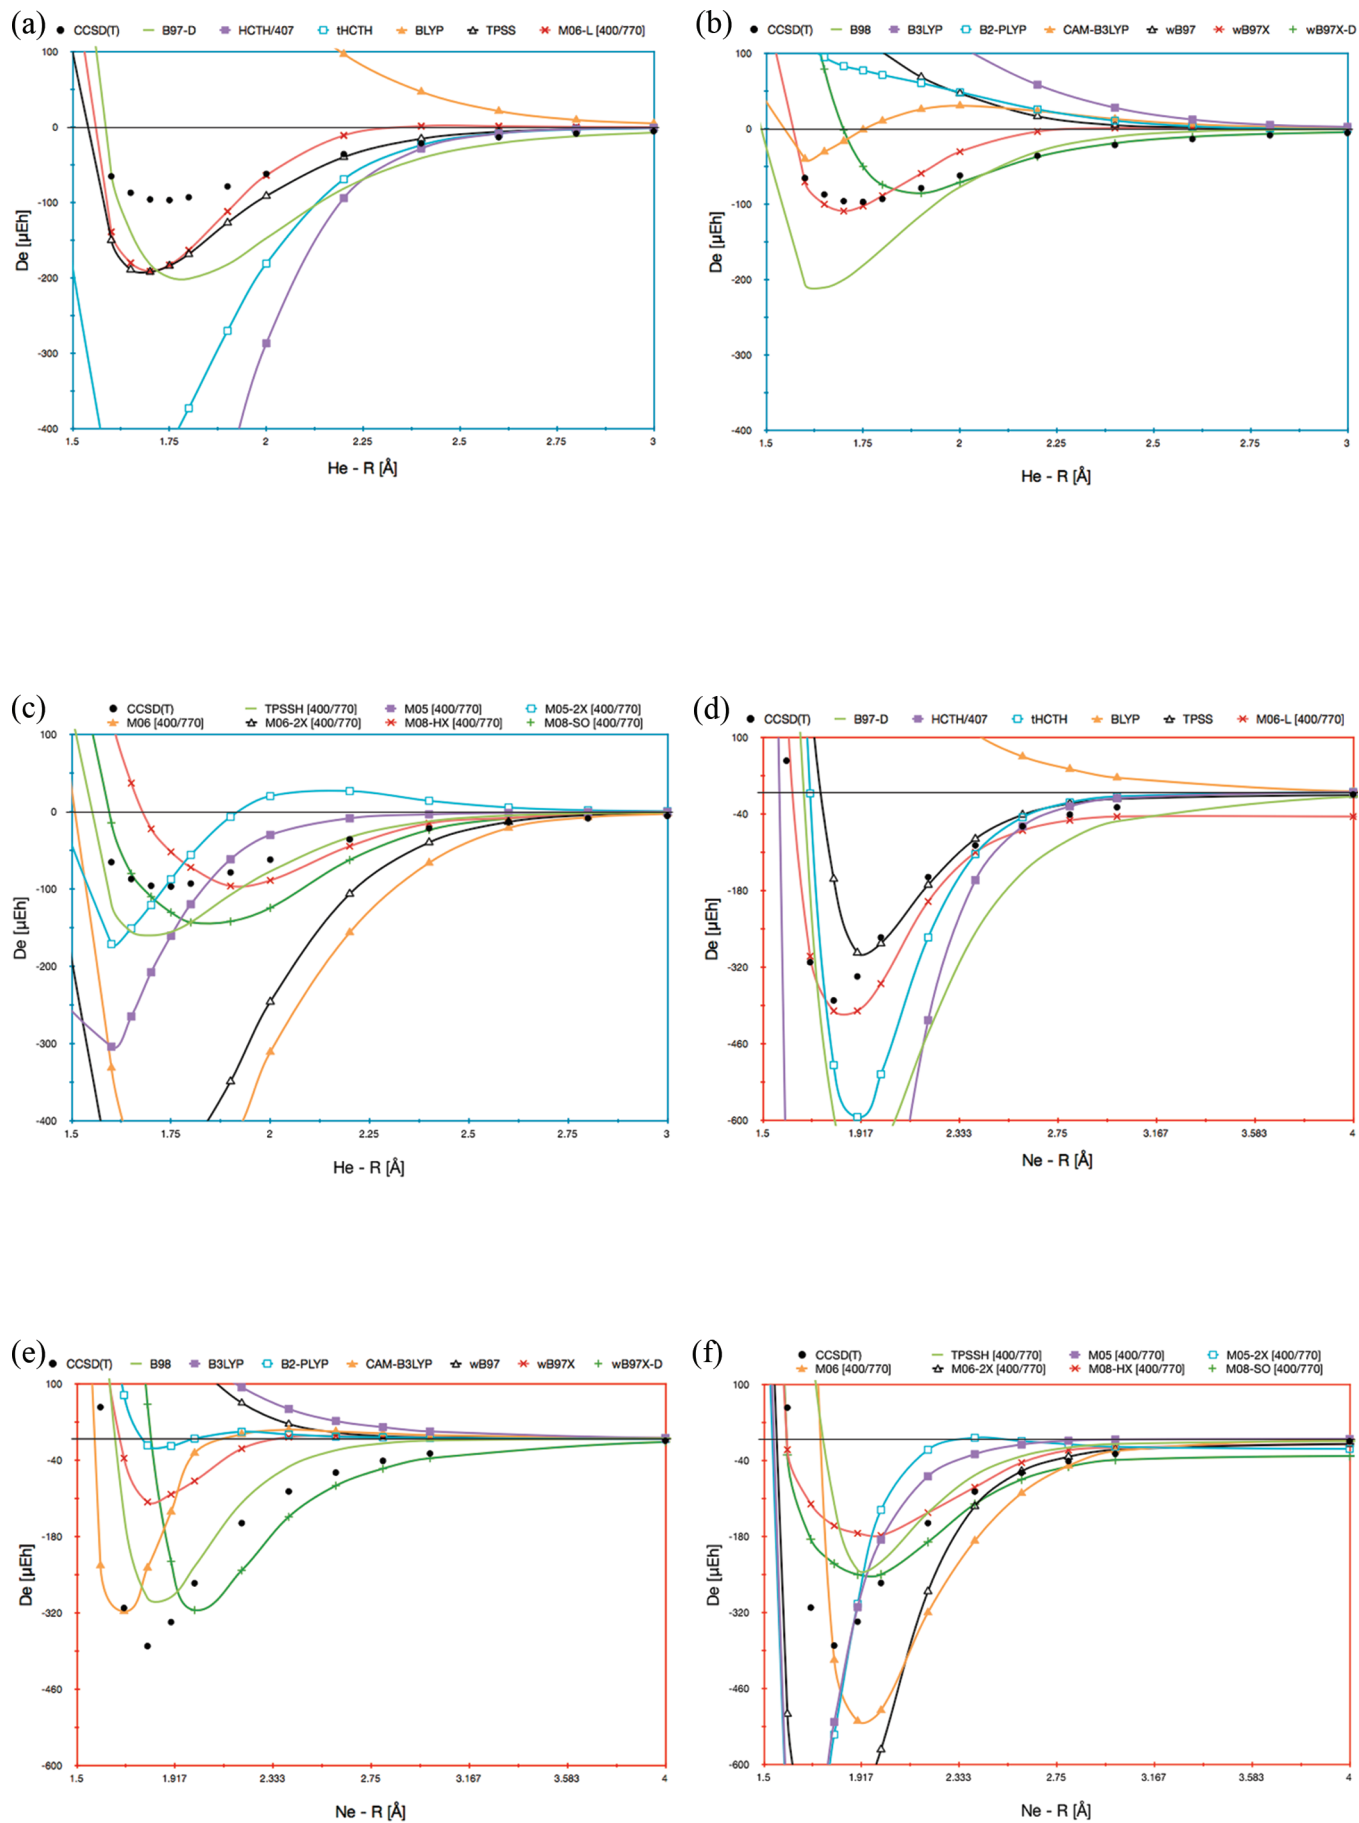 (a)
CCSD(T) B97-D HCTH/407 tHCTH BLYP TPSS M06-L [400/770]
100
0
-100
-200
-300
-400
De [µEh]
1.5 1.75 2 2.25 2.5 2.75 3
He - R [Å]
(b)
CCSD(T) B98 B3LYP B2-PLYP CAM-B3LYP wB97 wB97X wB97X-D
100
0
-100
-200
-300
-400
De [µEh]
1.5 1.75 2 2.25 2.5 2.75 3
He - R [Å]
(c)
CCSD(T) TPSSH [400/770] M05 [400/770] M05-2X [400/770]
M06 [400/770] M06-2X [400/770] M08-HX [400/770] M08-SO [400/770]
100
0
-100
-200
-300
-400
De [µEh]
1.5 1.75 2 2.25 2.5 2.75 3
He - R [Å]
(d)
CCSD(T) B97-D HCTH/407 tHCTH BLYP TPSS M06-L [400/770]
100
-40
-180
-320
-460
-600
De [µEh]
1.5 1.917 2.333 2.75 3.167 3.583 4
Ne - R [Å]
(e)
CCSD(T) B98 B3LYP B2-PLYP CAM-B3LYP wB97 wB97X wB97X-D
100
-40
-180
-320
-460
-600
De [µEh]
1.5 1.917 2.333 2.75 3.167 3.583 4
Ne - R [Å]
(f)
CCSD(T) TPSSH [400/770] M05 [400/770] M05-2X [400/770]
M06 [400/770] M06-2X [400/770] M08-HX [400/770] M08-SO [400/770]
100
-40
-180
-320
-460
-600
De [µEh]
1.5 1.917 2.333 2.75 3.167 3.583 4
Ne - R [Å]